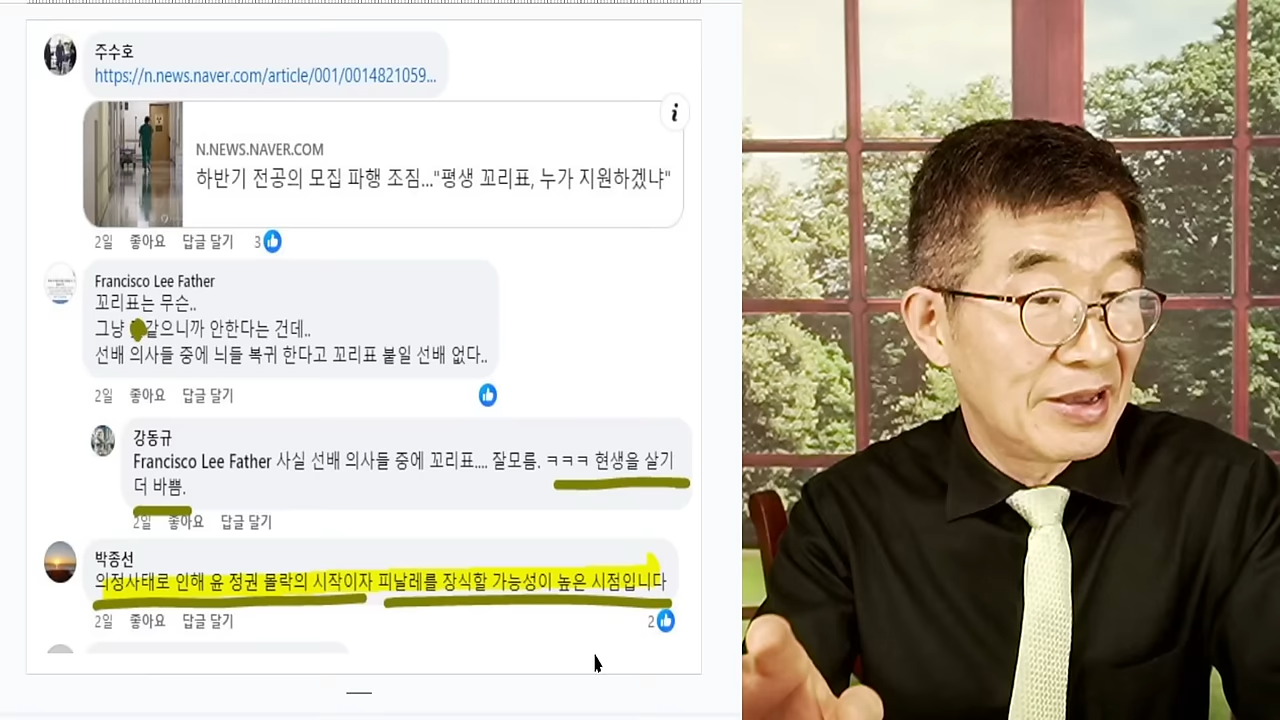 주수호
https://n.news.naver.com/article/001/0014821059...
i
N.NEWS.NAVER.COM
하반기 전공의 모집 파행 조짐..."평생 꼬리표, 누가 지원하겠냐"
2일 좋아요 답글 달기 3
Francisco Lee Father
꼬리표는 무슨..
그냥 같으니까 안한다는 건데..
선배 의사들 중에 늬들 복귀 한다고 꼬리표 붙일 선배 없다..
2일 좋아요 답글 달기
강동규
Francisco Lee Father 사실 선배 의사들 중에 꼬리표.... 잘모름. ㅋㅋㅋ 현생을 살기
더 바쁨.
2일 좋아요 답글 달기
박종선
의정사태로 인해 윤 정권 몰락의 시작이자 피날레를 장식할 가능성이 높은 시점입니다
2일 좋아요 답글 달기 2